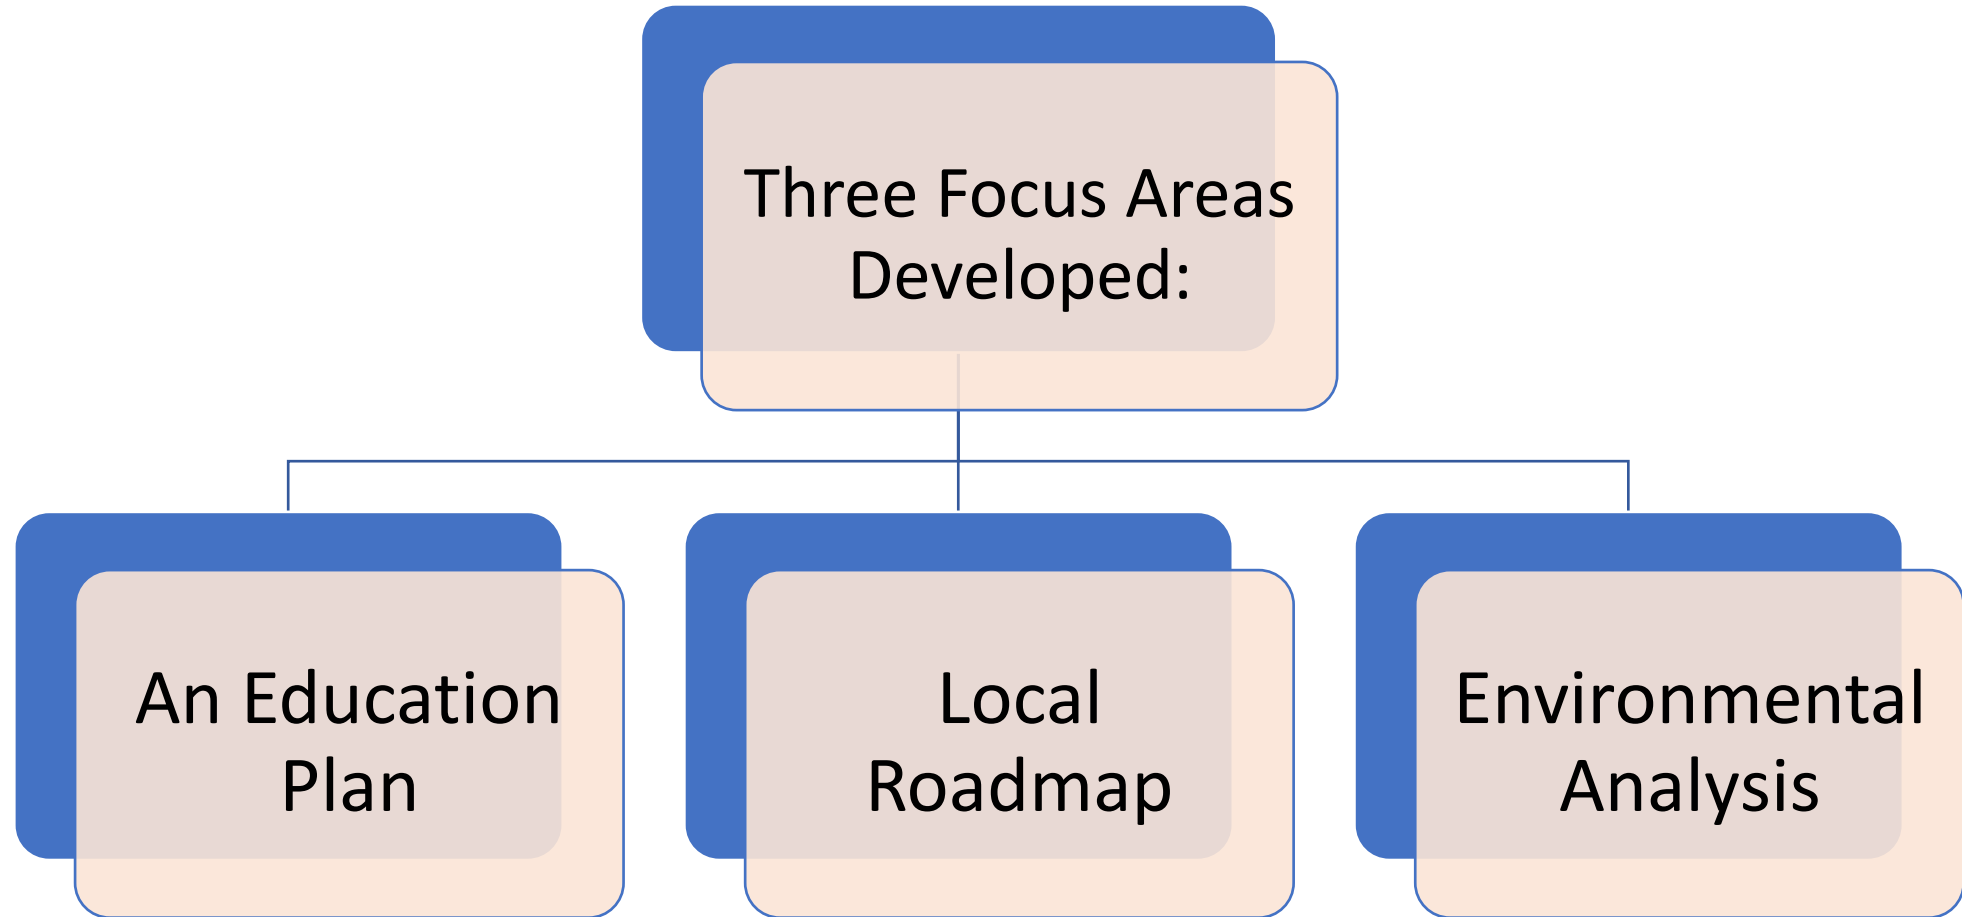 Three Focus Areas
Developed:
An Education
Plan
Local
Roadmap
Environmental
Analysis